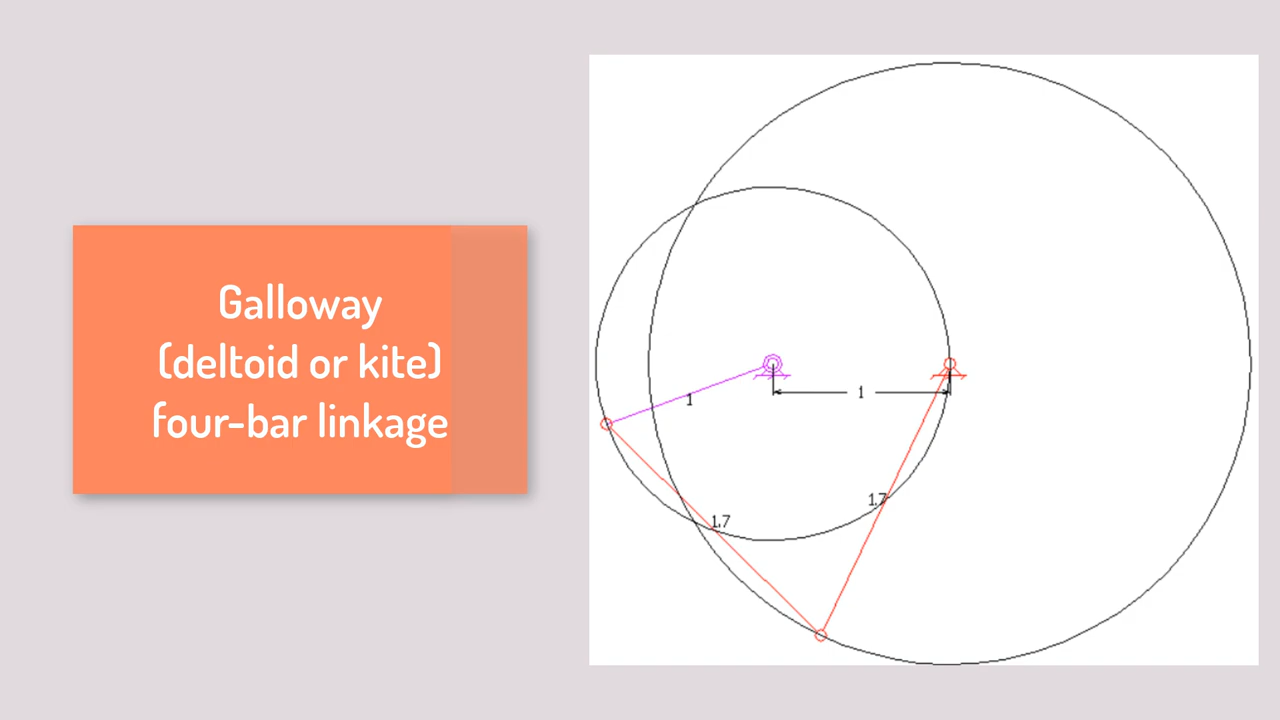 Galloway
(deltoid or kite)
four-bar linkage
1
1
1.7
1.7